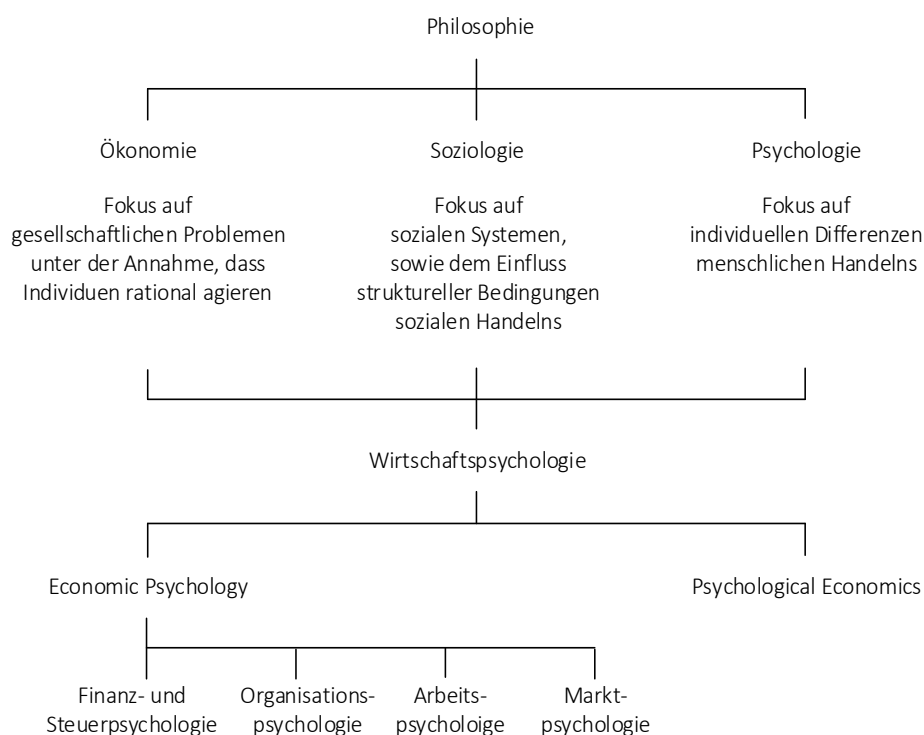 Philosophie
Ökonomie
Soziologie
Psychologie
Fokus auf
gesellschaftlichen Problemen
unter der Annahme, dass
Individuen rational agieren
Fokus auf
sozialen Systemen,
sowie dem Einfluss
struktureller Bedingungen
sozialen Handelns
Fokus auf
individuellen Differenzen
menschlichen Handelns
Wirtschaftspsychologie
Economic Psychology
Psychological Economics
Finanz- und
Steuerpsychologie
Organisations-
psychologie
Arbeits-
psycholoige
Markt-
psychologie